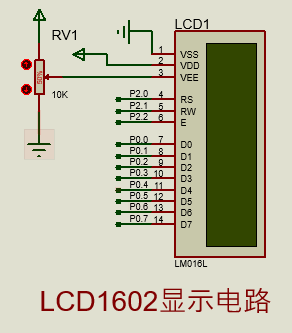 LCD1
RV1
50%
10K
1 VSS
2 VDD
3 VEE
P2.0 4 RS
P2.1 5 RW
P2.2 6 E
P0.0 7 D0
P0.1 8 D1
P0.2 9 D2
P0.3 10 D3
P0.4 11 D4
P0.5 12 D5
P0.6 13 D6
P0.7 14 D7
LM016L
LCD1602显示电路